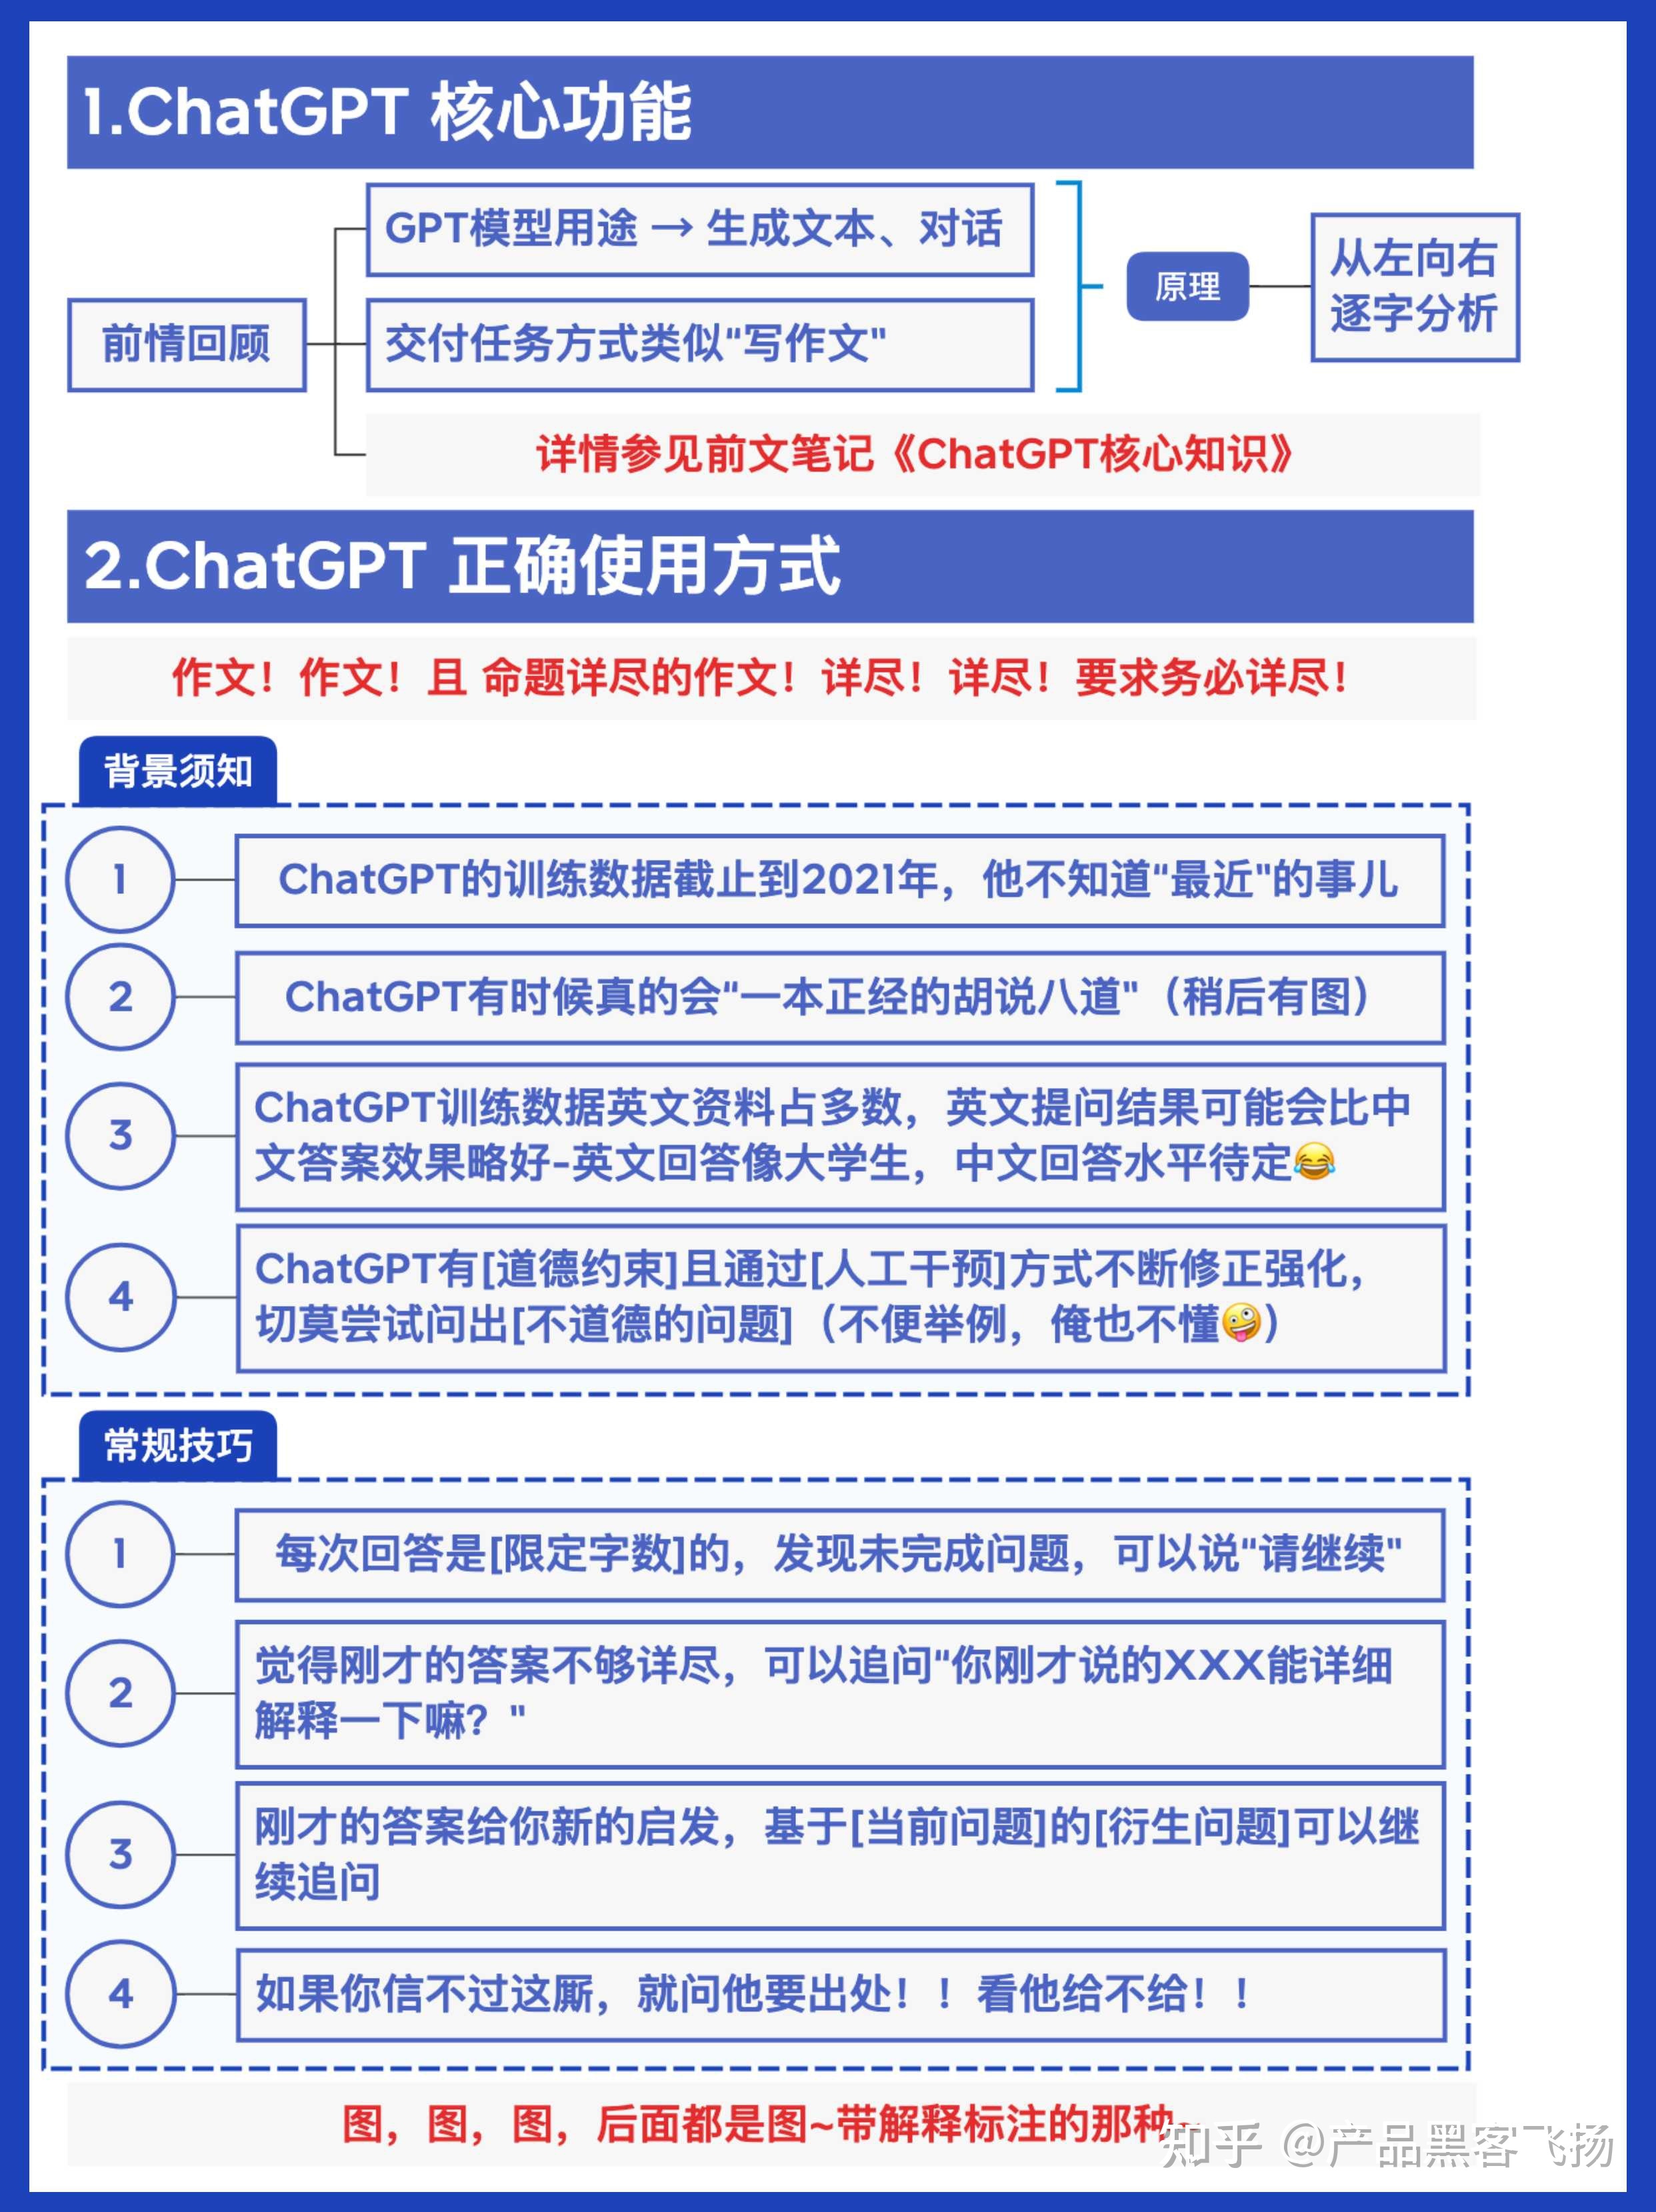 1.ChatGPT 核心功能
GPT模型用途 → 生成文本、对话
前情回顾
交付任务方式类似"写作文"
原理
从左向右
逐字分析
详情参见前文笔记《ChatGPT核心知识》
2.ChatGPT 正确使用方式
作文！作文！且 命题详尽的作文！详尽！详尽！要求务必详尽！
背景须知
1
ChatGPT的训练数据截止到2021年，他不知道"最近"的事儿
2
ChatGPT有时候真的会"一本正经的胡说八道"（稍后有图）
3
ChatGPT训练数据英文资料占多数，英文提问结果可能会比中
文答案效果略好-英文回答像大学生，中文回答水平待定😂
4
ChatGPT有[道德约束]且通过[人工干预]方式不断修正强化，
切莫尝试问出[不道德的问题]（不便举例，俺也不懂🤪）
常规技巧
1
每次回答是[限定字数]的，发现未完成问题，可以说"请继续"
2
觉得刚才的答案不够详尽，可以追问"你刚才说的XXX能详细
解释一下嘛？"
3
刚才的答案给你新的启发，基于[当前问题]的[衍生问题]可以继
续追问
4
如果你信不过这厮，就问他要出处！！看他给不给！！
图，图，图，后面都是图~带解释标注的那种~
知乎 @产品黑客飞扬